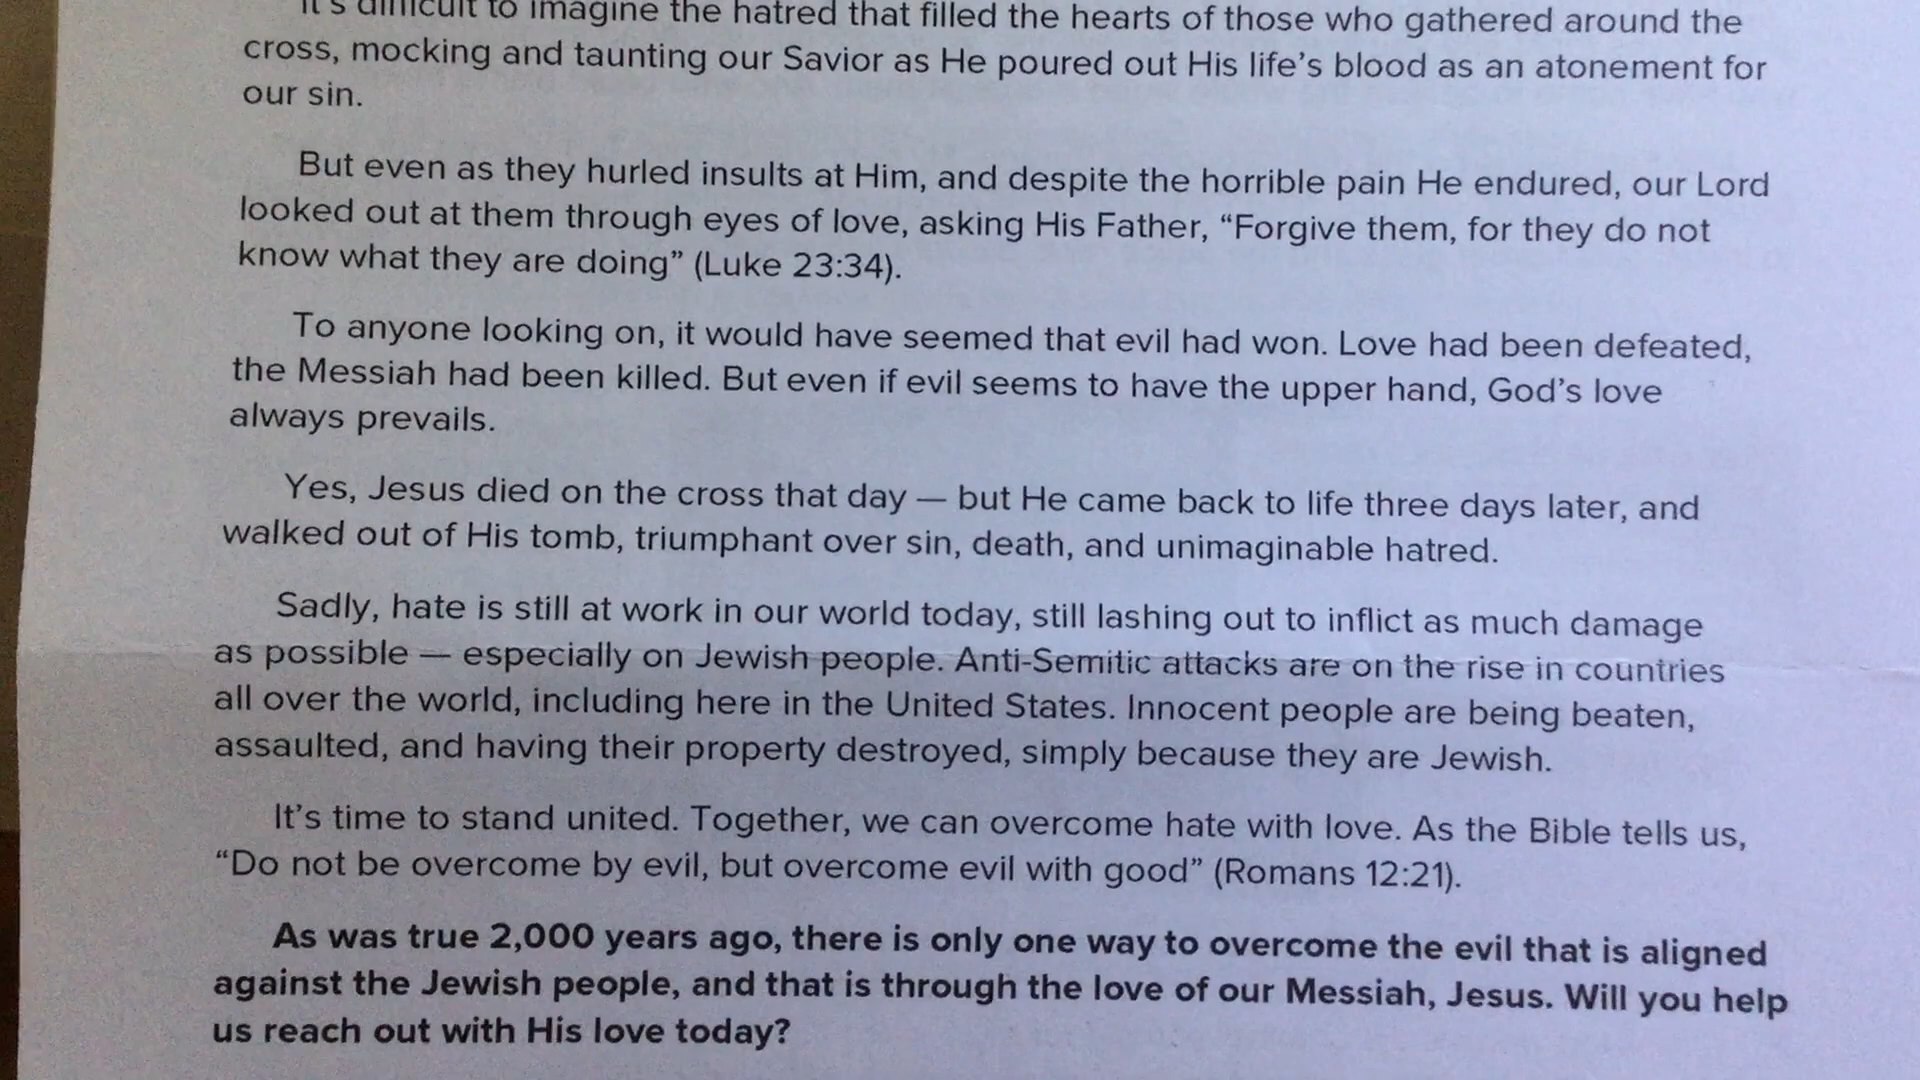 It's difficult to imagine the hatred that filled the hearts of those who gathered around the
cross, mocking and taunting our Savior as He poured out His life's blood as an atonement for
our sin.
But even as they hurled insults at Him, and despite the horrible pain He endured, our Lord
looked out at them through eyes of love, asking His Father, “Forgive them, for they do not
know what they are doing” (Luke 23:34).
To anyone looking on, it would have seemed that evil had won. Love had been defeated,
the Messiah had been killed. But even if evil seems to have the upper hand, God's love
always prevails.
Yes, Jesus died on the cross that day — but He came back to life three days later, and
walked out of His tomb, triumphant over sin, death, and unimaginable hatred.
Sadly, hate is still at work in our world today, still lashing out to inflict as much damage
as possible — especially on Jewish people. Anti-Semitic attacks are on the rise in countries
all over the world, including here in the United States. Innocent people are being beaten,
assaulted, and having their property destroyed, simply because they are Jewish.
It's time to stand united. Together, we can overcome hate with love. As the Bible tells us,
“Do not be overcome by evil, but overcome evil with good” (Romans 12:21).
As was true 2,000 years ago, there is only one way to overcome the evil that is aligned
against the Jewish people, and that is through the love of our Messiah, Jesus. Will you help
us reach out with His love today?